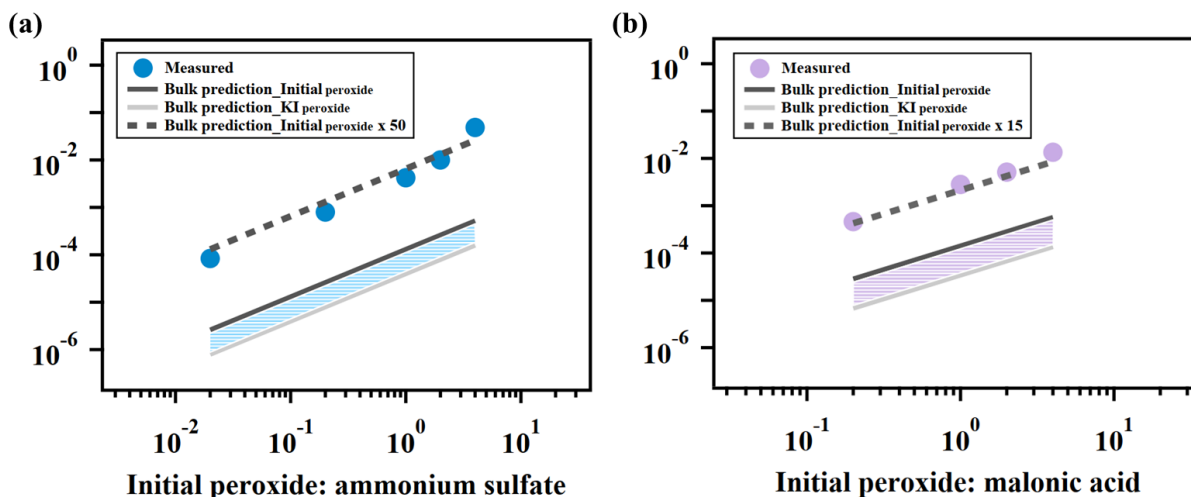 (a)
10^0
10^-2
10^-4
10^-6
Measured
Bulk prediction_Initial peroxide
Bulk prediction_KI peroxide
Bulk prediction_Initial peroxide x 50
10^-2 10^-1 10^0 10^1
Initial peroxide: ammonium sulfate
(b)
10^0
10^-2
10^-4
10^-6
Measured
Bulk prediction_Initial peroxide
Bulk prediction_KI peroxide
Bulk prediction_Initial peroxide x 15
10^-1 10^0 10^1
Initial peroxide: malonic acid